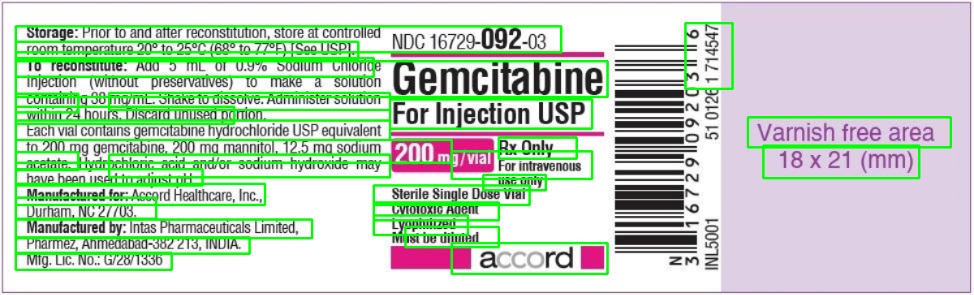 Storage: Prior to and after reconstitution, store at controlled
room temperature 20° to 25°C (68° to 77°F) [See USP].
To reconstitute: Add 5 mL of 0.9% Sodium Chloride
Injection (without preservatives) to make a solution
containing 38 mg/mL. Shake to dissolve. Administer solution
within 24 hours. Discard unused portion.
Each vial contains gemcitabine hydrochloride USP equivalent
to 200 mg gemcitabine, 200 mg mannitol, 12.5 mg sodium
acetate. Hydrochloric acid and/or sodium hydroxide may
have been used to adjust pH.
Manufactured for: Accord Healthcare, Inc.,
Durham, NC 27703.
Manufactured by: Intas Pharmaceuticals Limited,
Pharmez, Ahmedabad-382 213, INDIA.
Mfg. Lic. No.: G/28/1336
NDC 16729-092-03
Gemcitabine
For Injection USP
200 mg/vial
Rx Only
For intravenous
use only
Sterile Single Dose Vial
Cytotoxic Agent
Lyophilized
Must be diluted
accord
N
3 16729 09203 6
INL5001
51 0126 1 714547
Varnish free area
18 x 21 (mm)